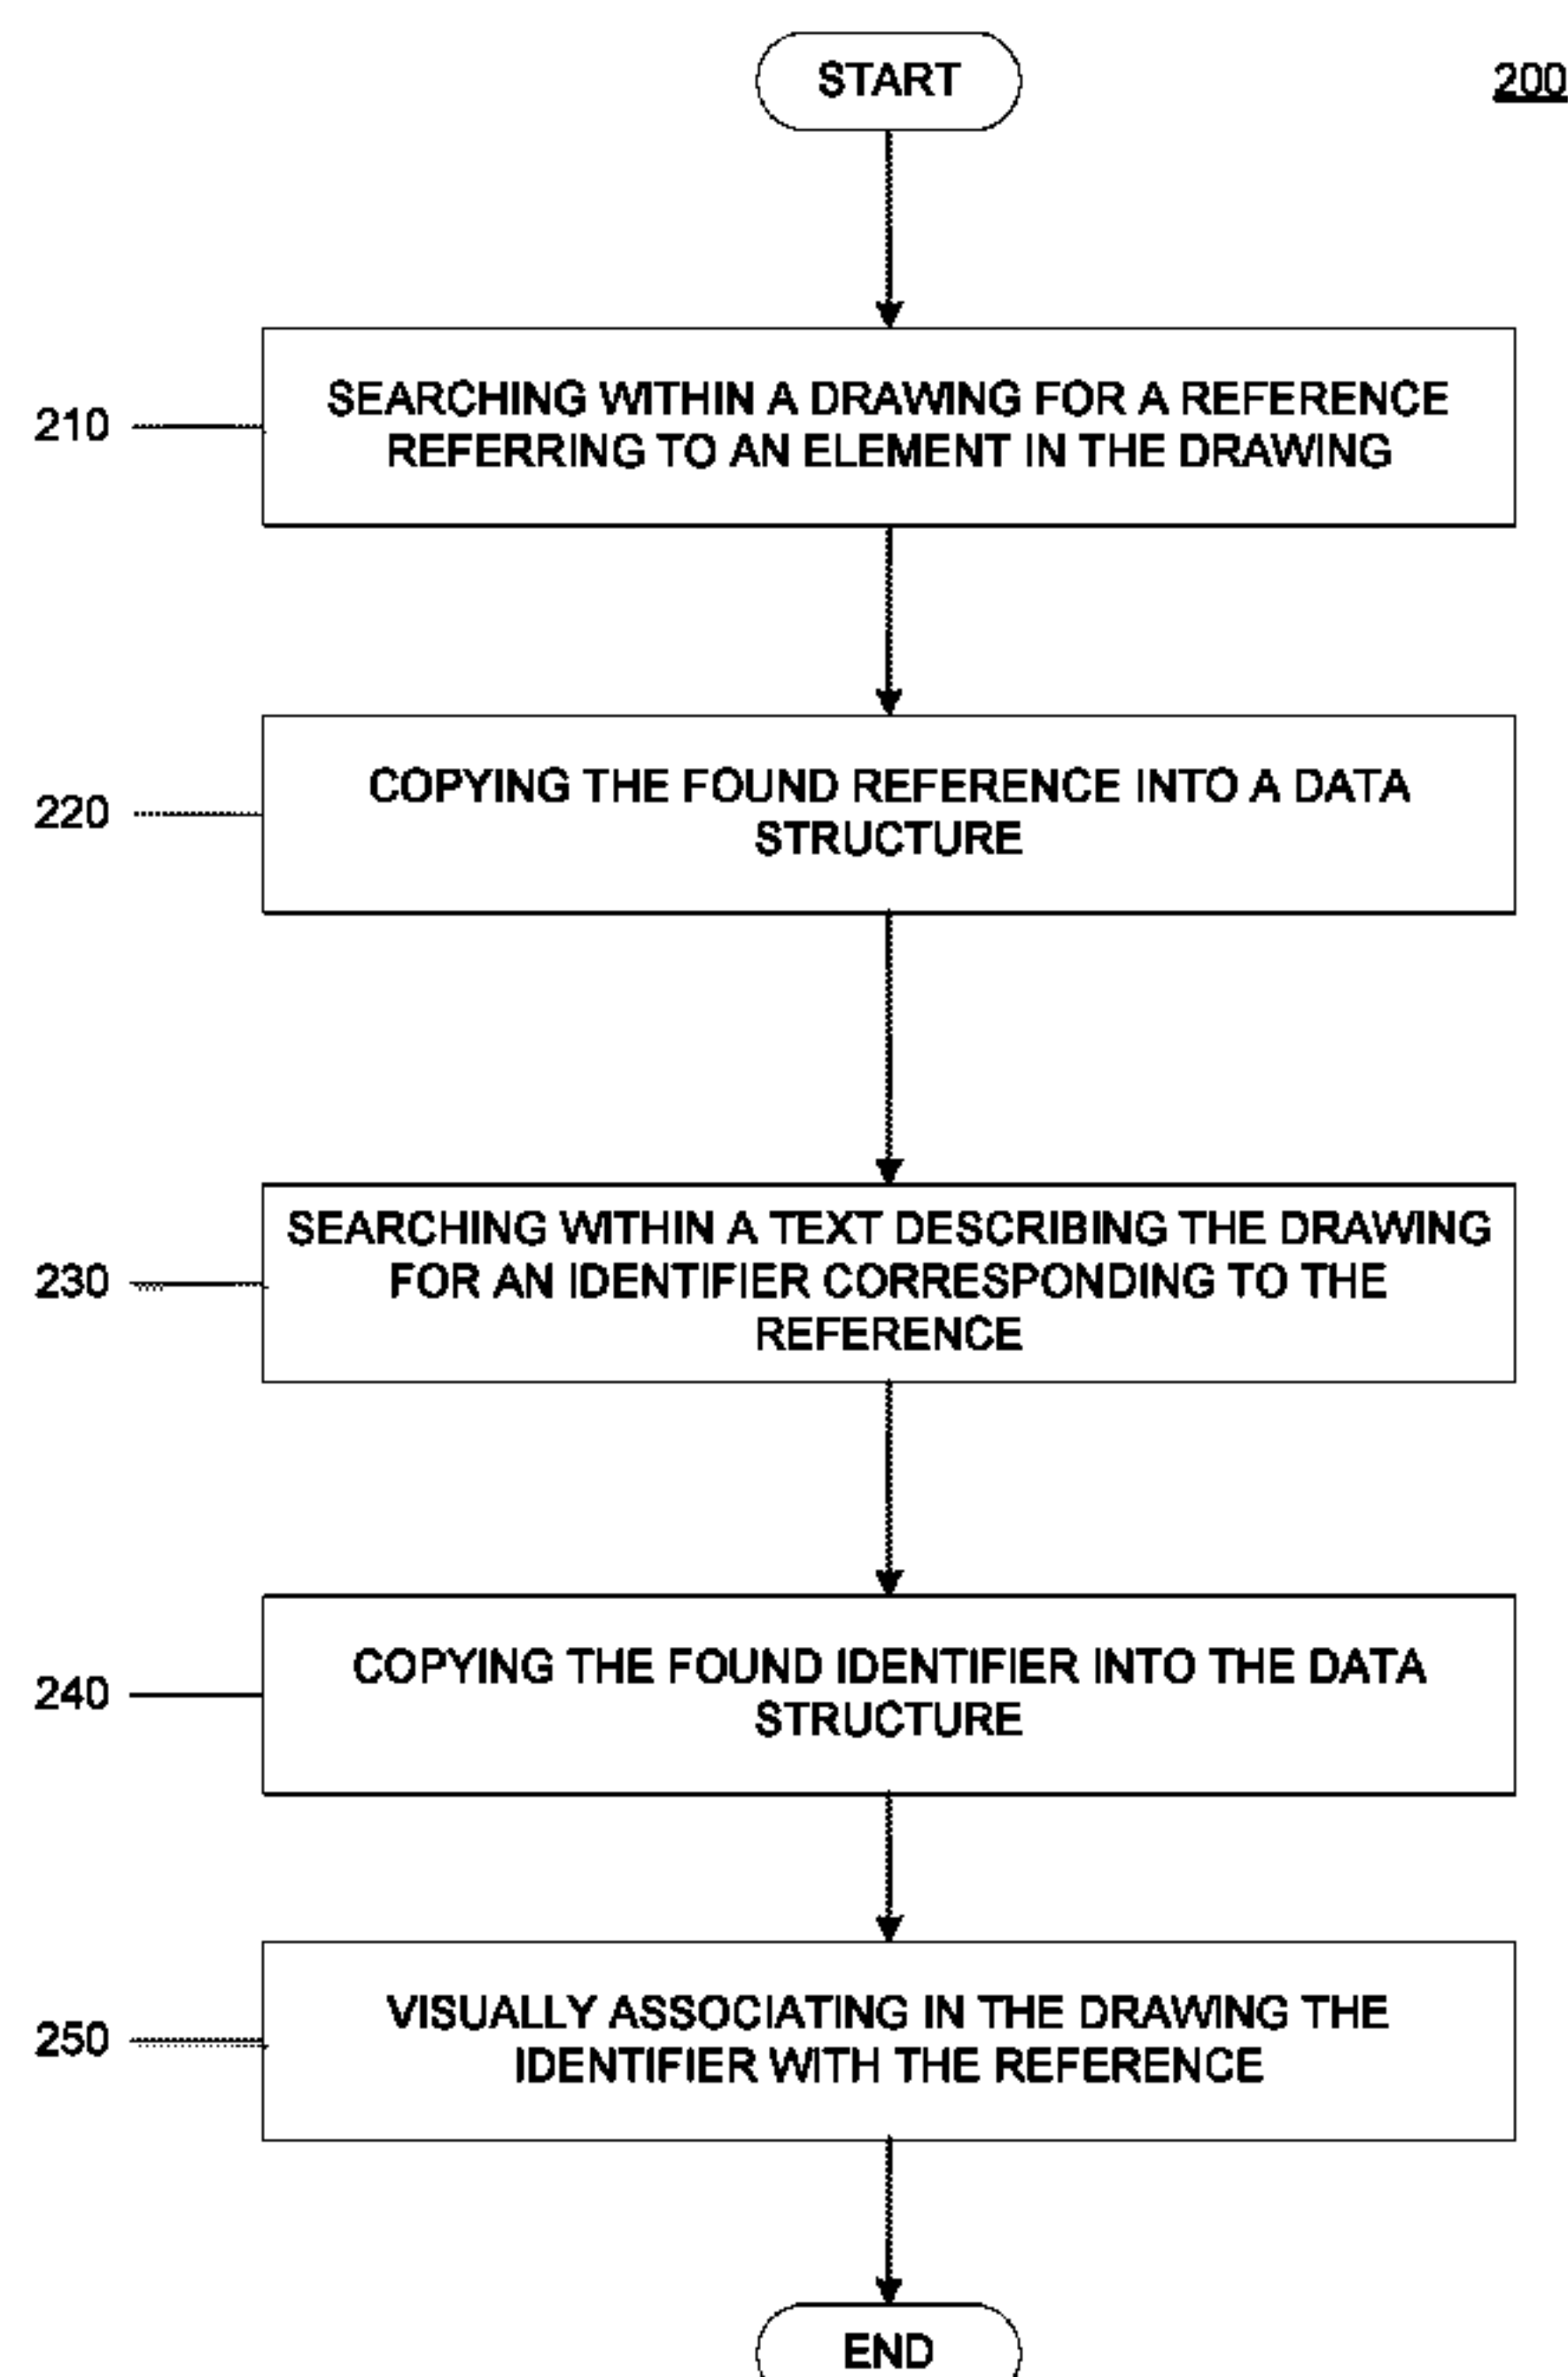 START
200
SEARCHING WITHIN A DRAWING FOR A REFERENCE
REFERRING TO AN ELEMENT IN THE DRAWING
210
COPYING THE FOUND REFERENCE INTO A DATA
STRUCTURE
220
SEARCHING WITHIN A TEXT DESCRIBING THE DRAWING
FOR AN IDENTIFIER CORRESPONDING TO THE
REFERENCE
230
COPYING THE FOUND IDENTIFIER INTO THE DATA
STRUCTURE
240
VISUALLY ASSOCIATING IN THE DRAWING THE
IDENTIFIER WITH THE REFERENCE
250
END